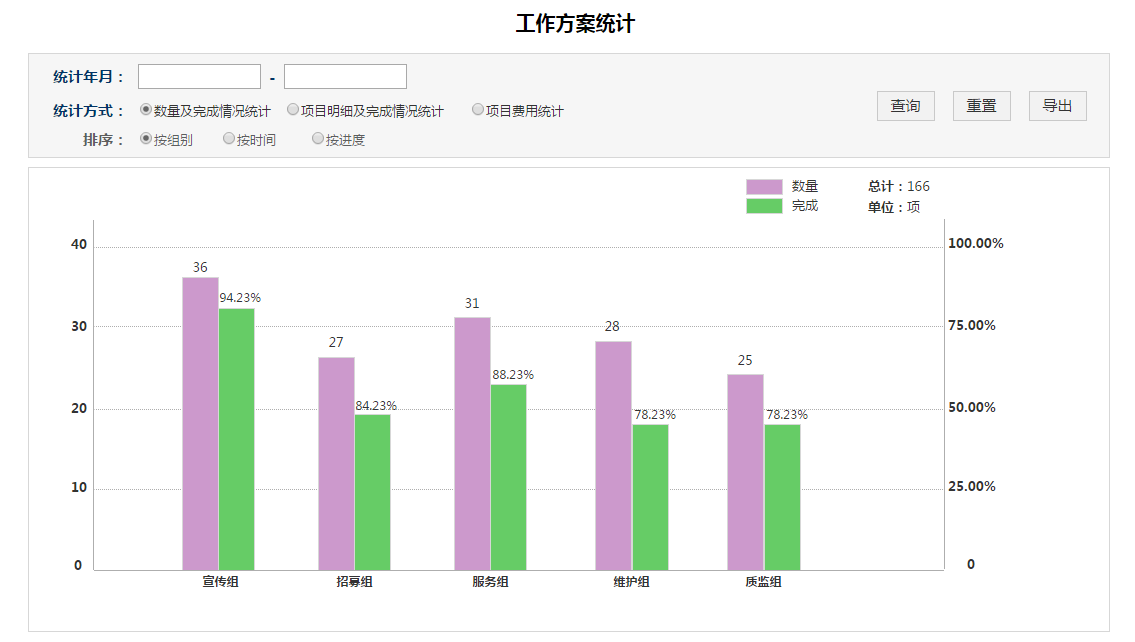 工作方案统计
统计年月： -
统计方式： 数量及完成情况统计 项目明细及完成情况统计 项目费用统计
排序： 按组别 按时间 按进度
查询 重置 导出
数量 总计：166
完成 单位：项
40 100.00%
36
94.23%
31
30 28 75.00%
27
25
88.23%
84.23%
20 50.00%
78.23% 78.23%
10 25.00%
0 0
宣传组 招募组 服务组 维护组 质监组